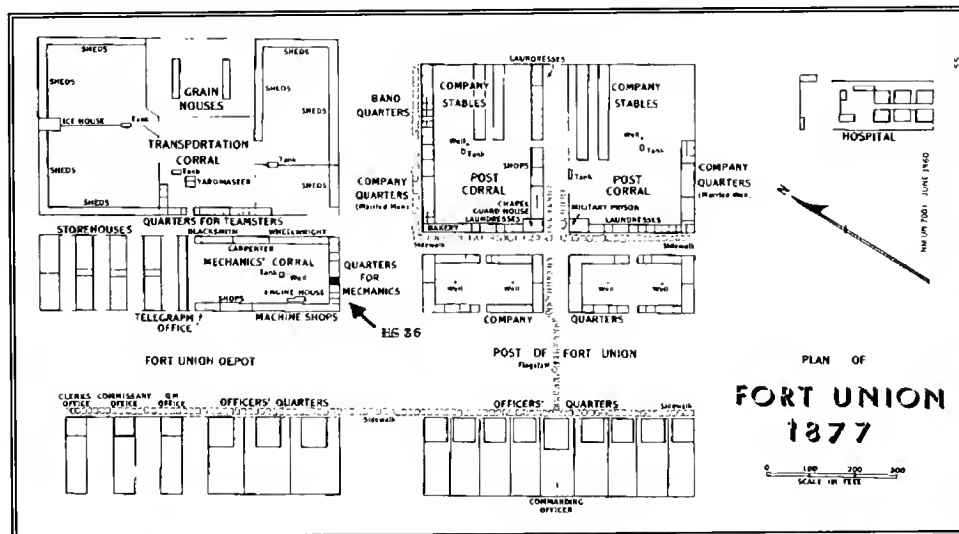 SHEDS
SHEDS
SHEDS
SHEDS
GRAIN
HOUSES
SHEDS
ICE HOUSE
Tank
TRANSPORTATION
CORRAL
Tank
Tank
YARDMASTER
SHEDS
SHEDS
SHEDS
QUARTERS FOR TEAMSTERS
LAUNDRESSES
COMPANY
STABLES
COMPANY
STABLES
BAND
QUARTERS
Well
Tank
Well
Tank
Tank
SHOPS
POST
CORRAL
POST
CORRAL
COMPANY
QUARTERS
(Married Men)
COMPANY
QUARTERS
(Married Men)
CHAPEL
GUARD HOUSE
LAUNDRESSES
MILITARY PRISON
LAUNDRESSES
BAKERY
Sidewalk
Sidewalk
HOSPITAL
N
NM UN 7001 JUNE 1960
STOREHOUSES
BLACKSMITH
WHEELWRIGHT
CARPENTER
MECHANICS' CORRAL
Tank
Well
ENGINE HOUSE
SHOPS
QUARTERS
FOR
MECHANICS
TELEGRAPH
OFFICE
MACHINE SHOPS
HS 36
Well
Well
Well
Well
COMPANY
QUARTERS
FORT UNION DEPOT
POST OF FORT UNION
Flagstaff
CLERKS
OFFICE
COMMISSARY
OFFICE
Q M
OFFICE
OFFICERS' QUARTERS
Sidewalk
OFFICERS' QUARTERS
Sidewalk
COMMANDING
OFFICER
PLAN OF
FORT UNION
1877
0 100 200 300
SCALE IN FEET